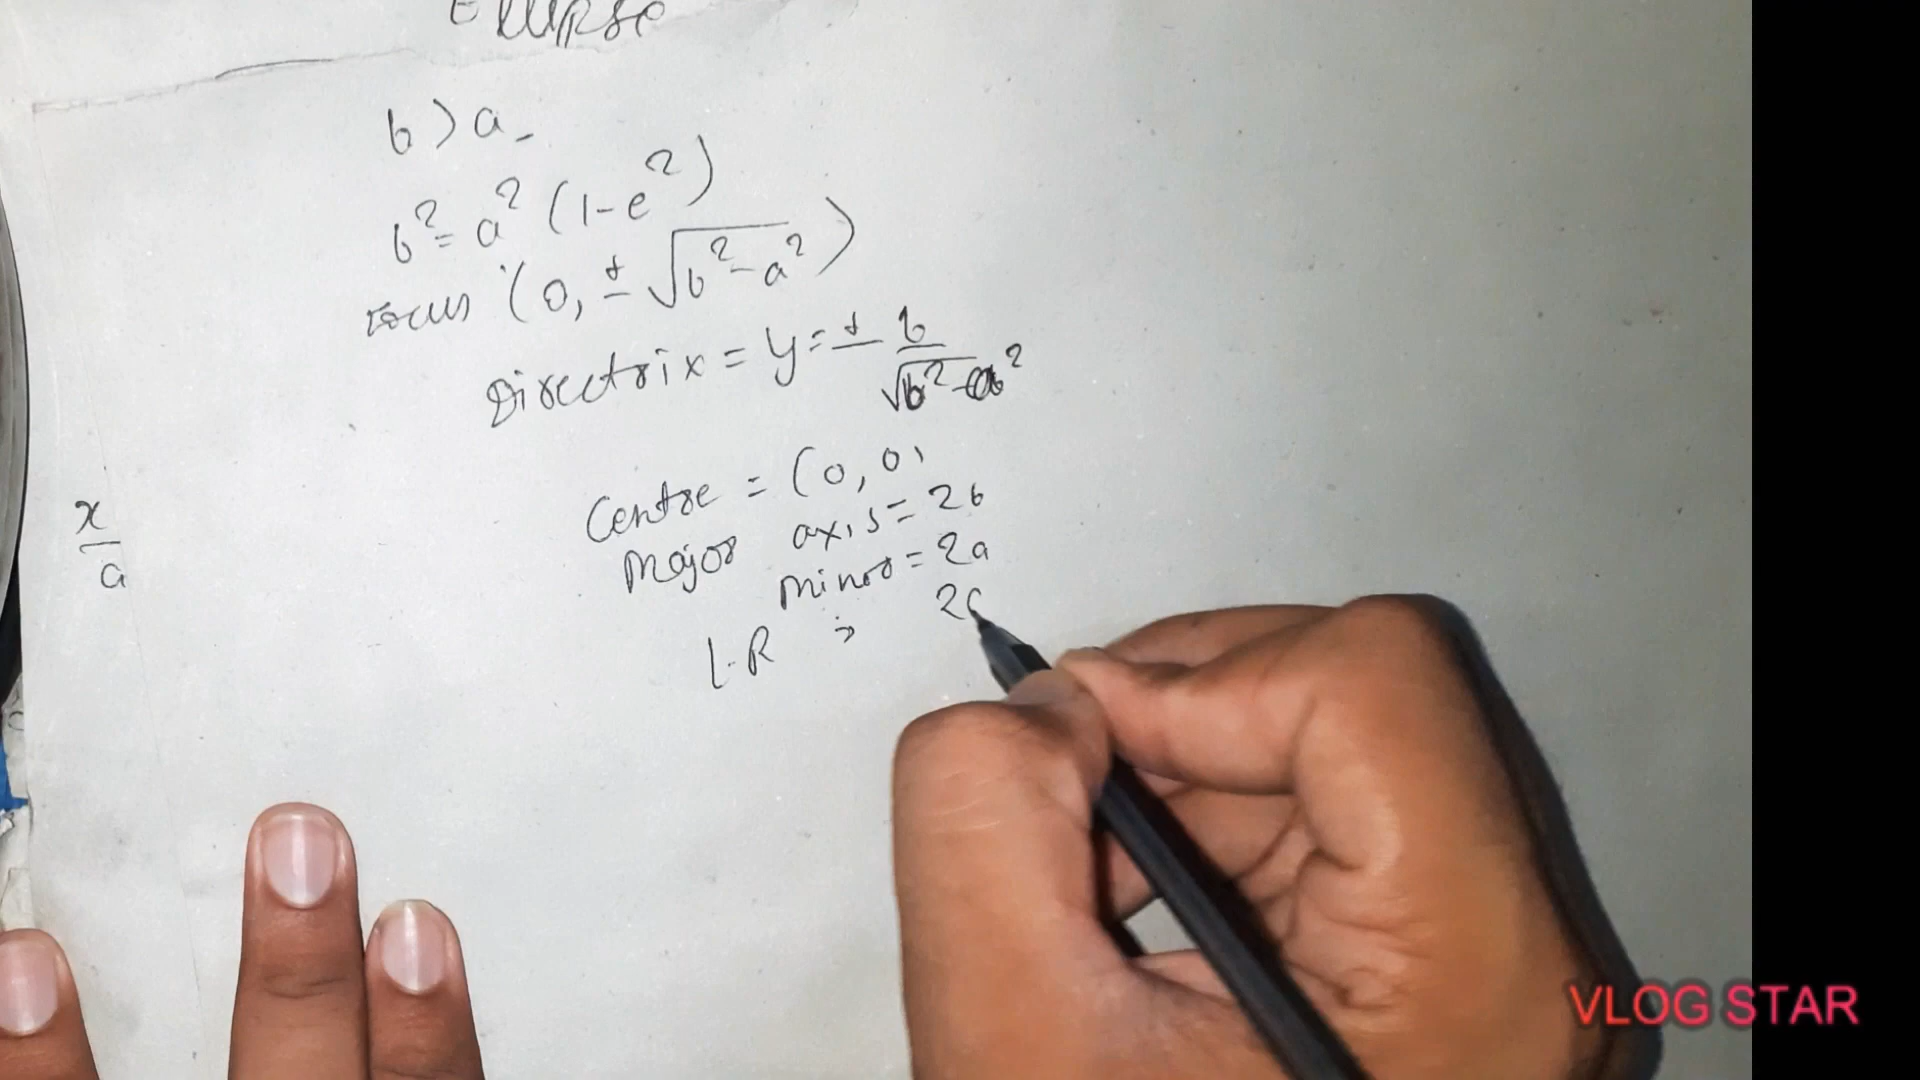 Ellipse
b > a -
b² = a² (1-e²)
Focus (0, ± √b²-a²)
Directrix = y = ± b/√b²-a²
Centre = (0, 0,
Major axis = 2b
minor = 2a
L.R = 2a
x/a
VLOG STAR